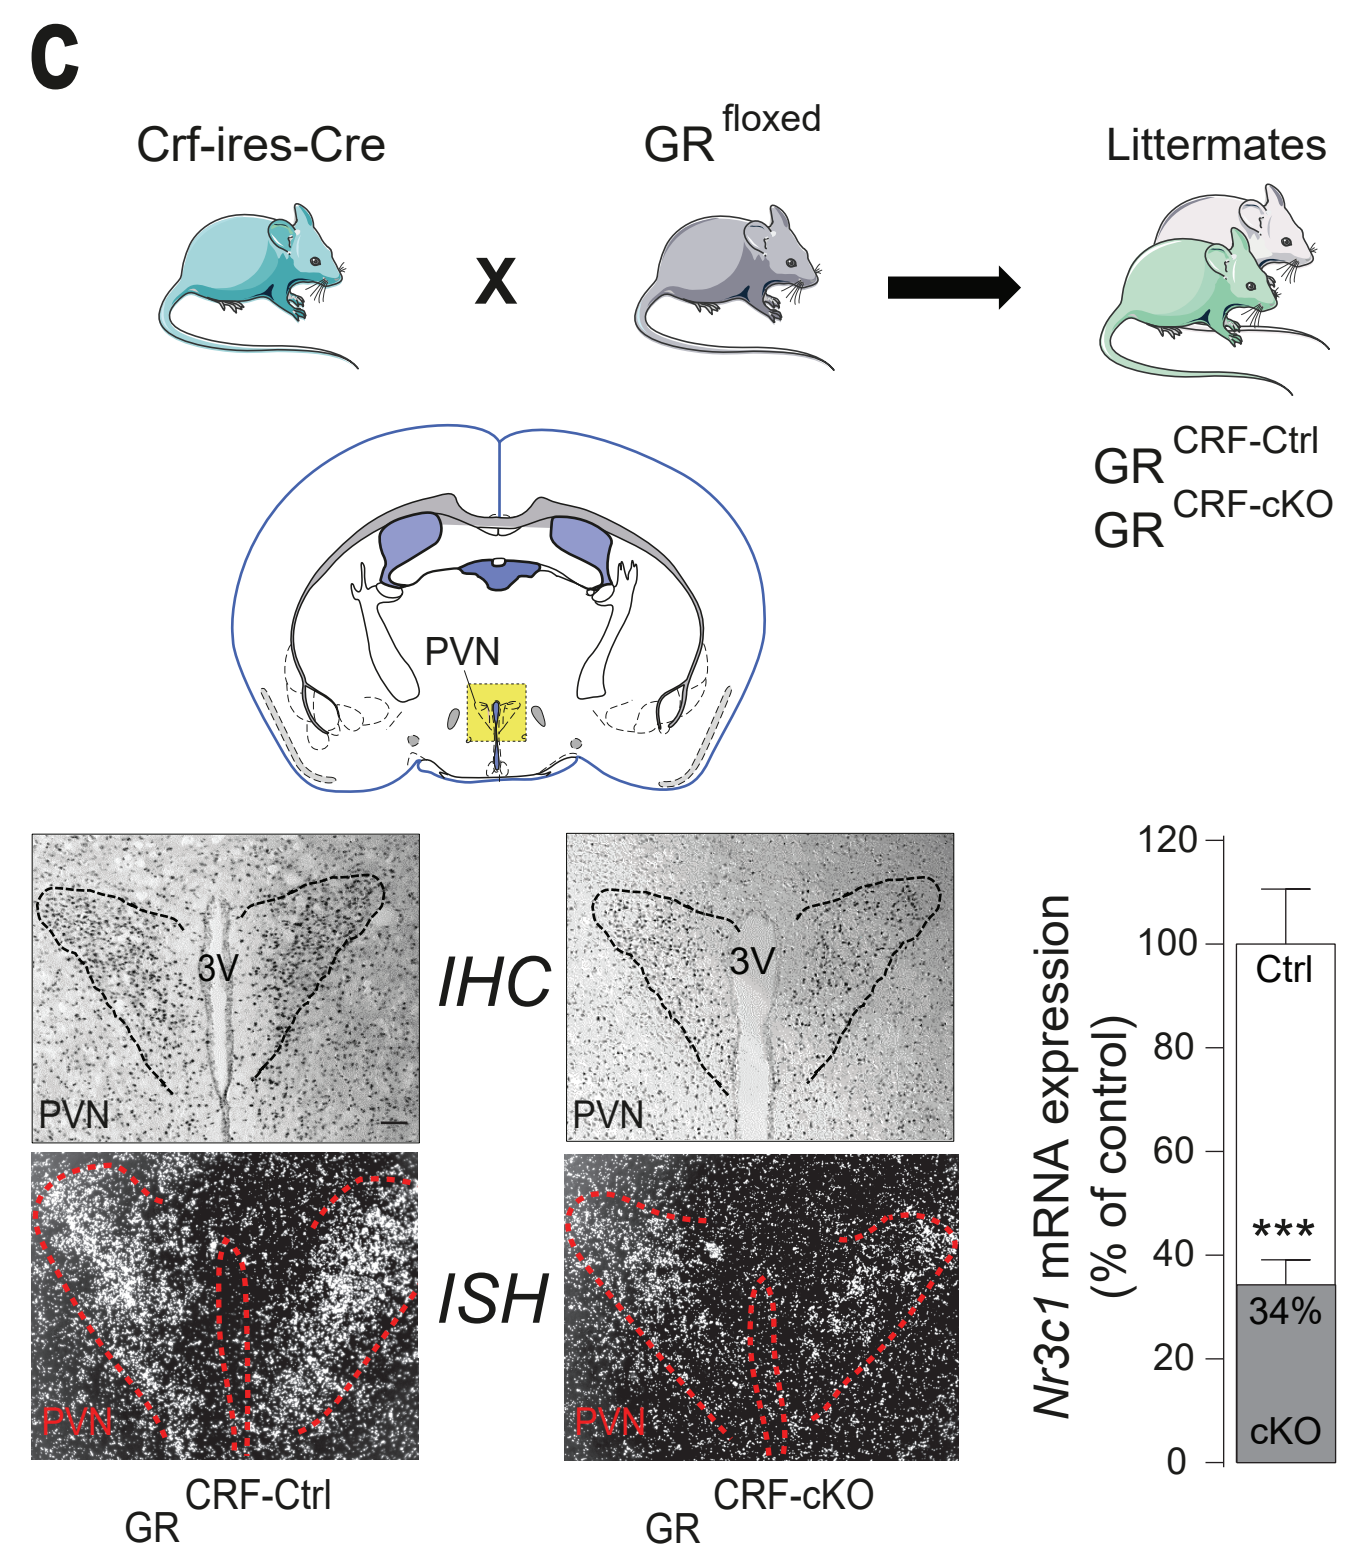 C
Crf-ires-Cre
GR floxed
Littermates
X
GR CRF-Ctrl
GR CRF-cKO
PVN
3V
PVN
IHC
3V
PVN
PVN
ISH
PVN
GR CRF-Ctrl
GR CRF-cKO
Nr3c1 mRNA expression
(% of control)
120
100
80
60
40
20
0
Ctrl
***
34%
cKO